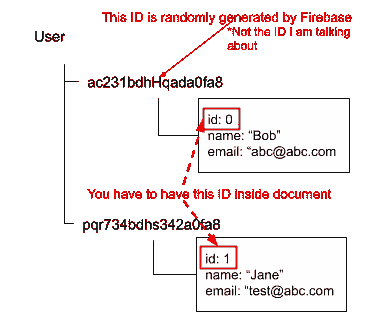 This ID is randomly generated by Firebase
*Not the ID I am talking
about
User
ac231bdhHqada0fa8
id: 0
name: “Bob”
email: “abc@abc.com
You have to have this ID inside document
pqr734bdhs342a0fa8
id: 1
name: “Jane”
email: “test@abc.com